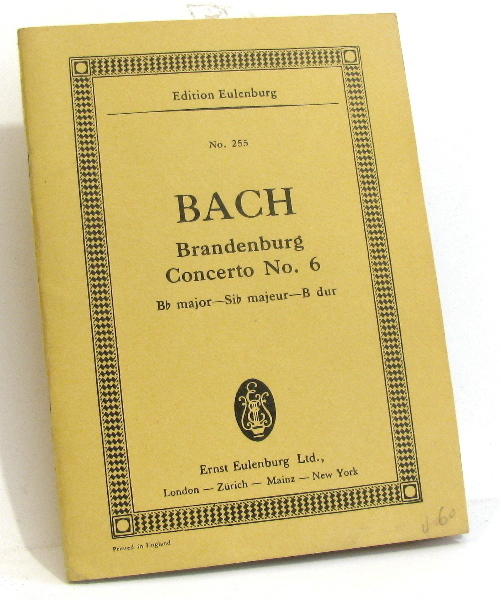 Edition Eulenburg
No. 255
BACH
Brandenburg
Concerto No. 6
B♭ major—Si♭ majeur—B dur
Ernst Eulenburg Ltd.,
London — Zürich — Mainz — New York
Printed in England